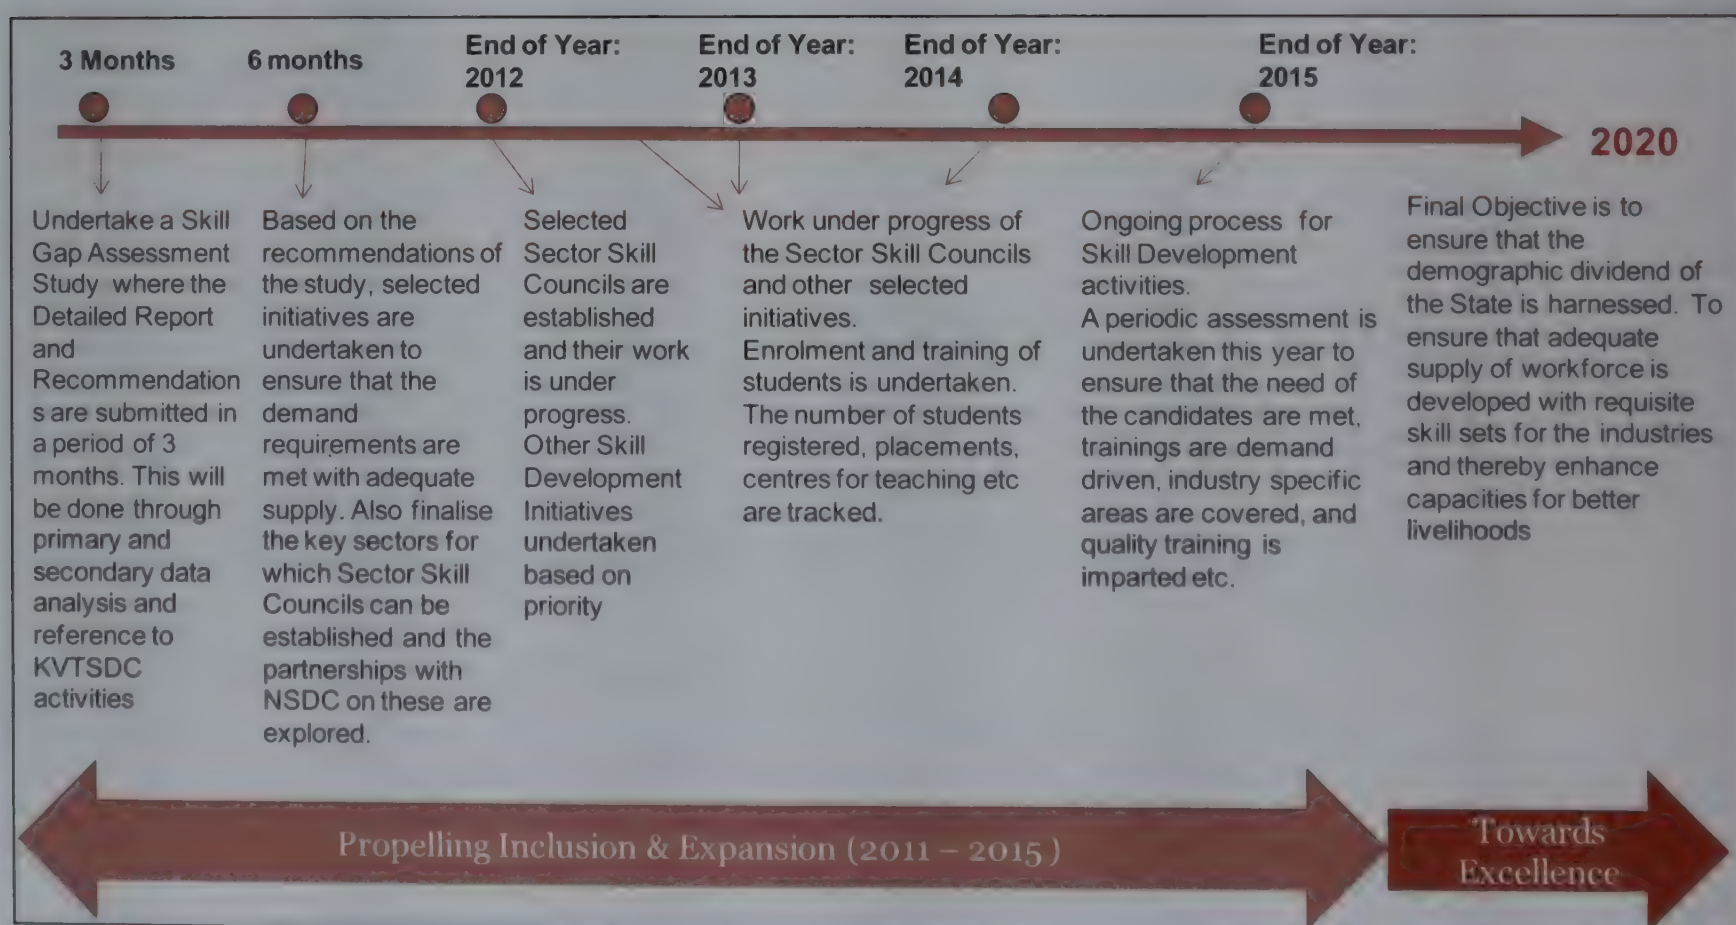 3 Months
6 months
End of Year:
2012
End of Year:
2013
End of Year:
2014
End of Year:
2015
2020
Undertake a Skill
Gap Assessment
Study where the
Detailed Report
and
Recommendation
s are submitted in
a period of 3
months. This will
be done through
primary and
secondary data
analysis and
reference to
KVTSDC
activities
Based on the
recommendations of
the study, selected
initiatives are
undertaken to
ensure that the
demand
requirements are
met with adequate
supply. Also finalise
the key sectors for
which Sector Skill
Councils can be
established and the
partnerships with
NSDC on these are
explored.
Selected
Sector Skill
Councils are
established
and their work
is under
progress.
Other Skill
Development
Initiatives
undertaken
based on
priority
Work under progress of
the Sector Skill Councils
and other selected
initiatives.
Enrolment and training of
students is undertaken.
The number of students
registered, placements,
centres for teaching etc
are tracked.
Ongoing process for
Skill Development
activities.
A periodic assessment is
undertaken this year to
ensure that the need of
the candidates are met,
trainings are demand
driven, industry specific
areas are covered, and
quality training is
imparted etc.
Final Objective is to
ensure that the
demographic dividend of
the State is harnessed. To
ensure that adequate
supply of workforce is
developed with requisite
skill sets for the industries
and thereby enhance
capacities for better
livelihoods
Propelling Inclusion & Expansion (2011 – 2015 )
Towards
Excellence